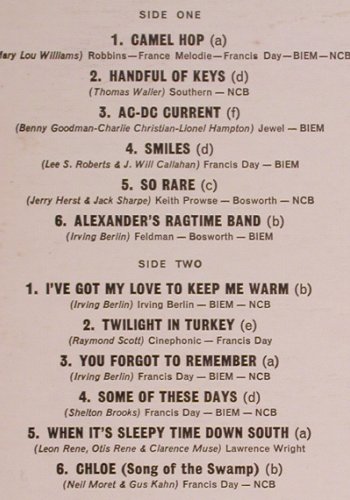 SIDE ONE
1. CAMEL HOP (a)
Mary Lou Williams) Robbins—France Melodie—Francis Day—BIEM—NCB
2. HANDFUL OF KEYS (d)
(Thomas Waller) Southern — NCB
3. AC-DC CURRENT (f)
(Benny Goodman-Charlie Christian-Lionel Hampton) Jewel — BIEM
4. SMILES (d)
(Lee S. Roberts & J. Will Callahan) Francis Day — BIEM
5. SO RARE (c)
(Jerry Herst & Jack Sharpe) Keith Prowse — Bosworth — NCB
6. ALEXANDER'S RAGTIME BAND (b)
(Irving Berlin) Feldman — Bosworth — BIEM
SIDE TWO
1. I'VE GOT MY LOVE TO KEEP ME WARM (b)
(Irving Berlin) Irving Berlin — BIEM — NCB
2. TWILIGHT IN TURKEY (e)
(Raymond Scott) Cinephonic — Francis Day
3. YOU FORGOT TO REMEMBER (a)
(Irving Berlin) Francis Day — BIEM — NCB
4. SOME OF THESE DAYS (d)
(Shelton Brooks) Francis Day — BIEM — NCB
5. WHEN IT'S SLEEPY TIME DOWN SOUTH (a)
(Leon Rene, Otis Rene & Clarence Muse) Lawrence Wright
6. CHLOE (Song of the Swamp) (b)
(Neil Moret & Gus Kahn) Francis Day — BIEM — NCB